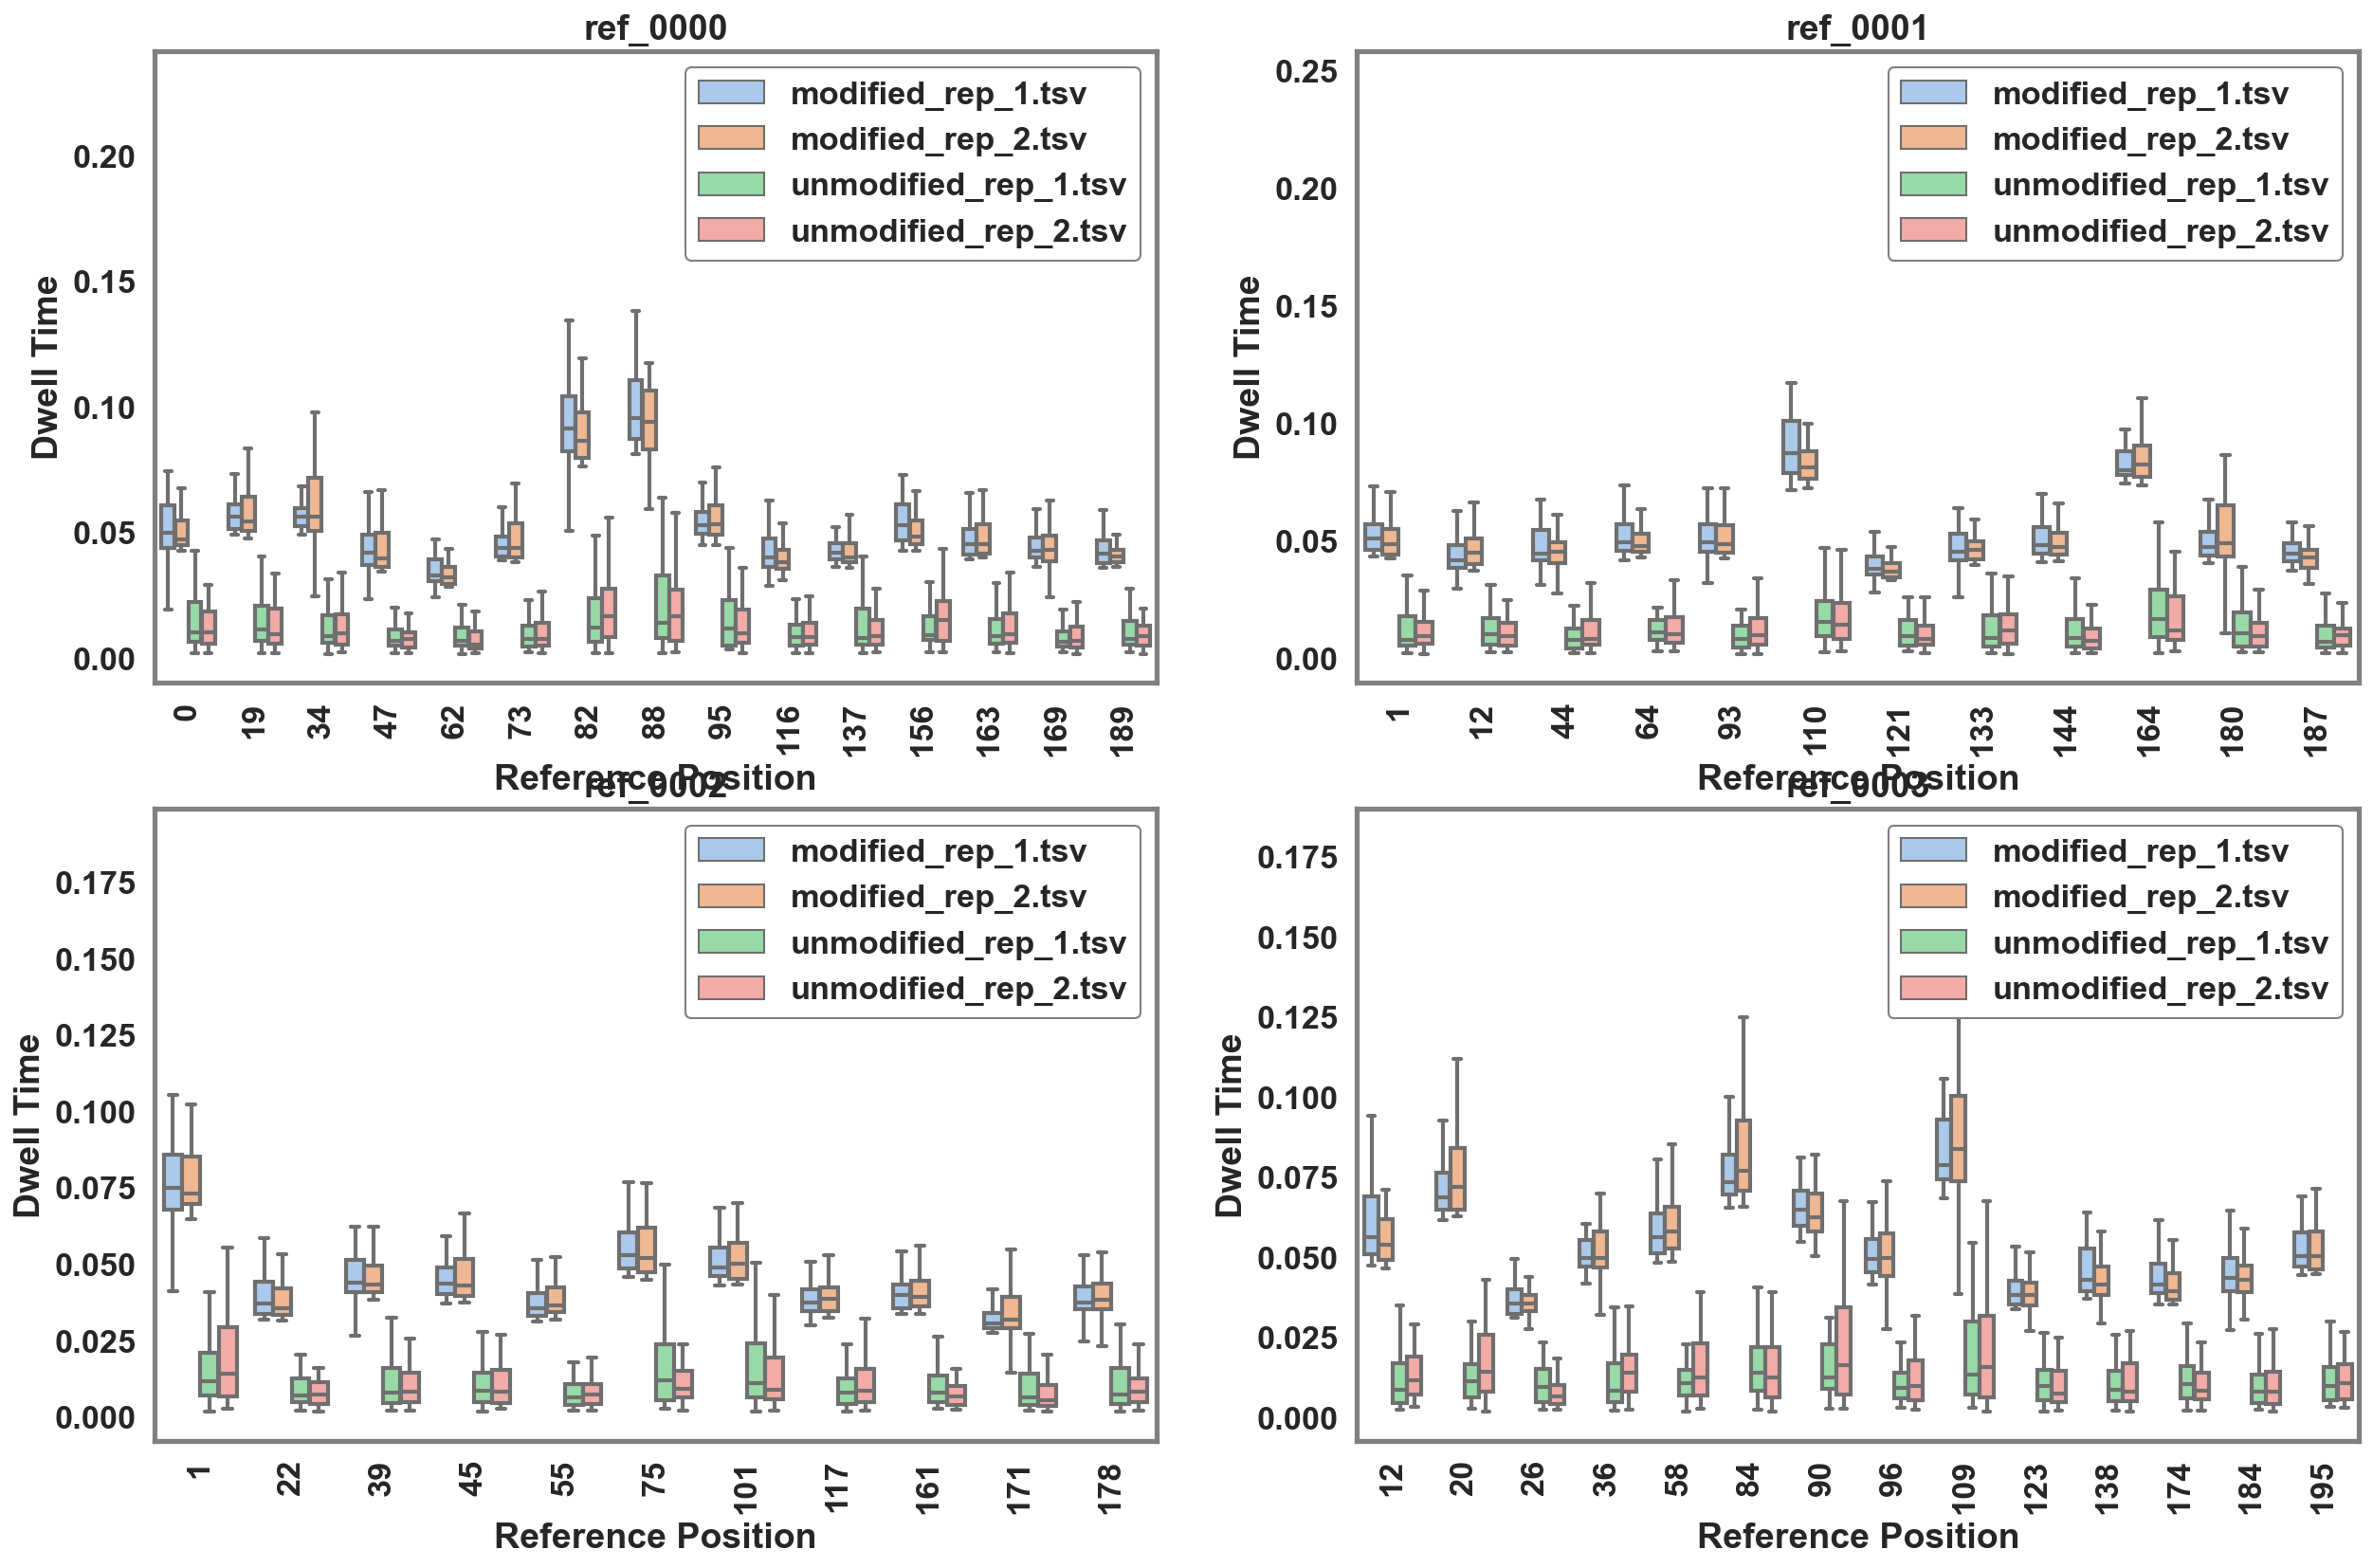 ref_0000
modified_rep_1.tsv
modified_rep_2.tsv
unmodified_rep_1.tsv
unmodified_rep_2.tsv
0.20
0.15
0.10
0.05
0.00
Dwell Time
0 19 34 47 62 73 82 88 95 116 137 156 163 169 189
Reference Position
ref_0001
modified_rep_1.tsv
modified_rep_2.tsv
unmodified_rep_1.tsv
unmodified_rep_2.tsv
0.25
0.20
0.15
0.10
0.05
0.00
Dwell Time
1 12 44 64 93 110 121 133 144 164 180 187
Reference Position
ref_0002
modified_rep_1.tsv
modified_rep_2.tsv
unmodified_rep_1.tsv
unmodified_rep_2.tsv
0.175
0.150
0.125
0.100
0.075
0.050
0.025
0.000
Dwell Time
1 22 39 45 55 75 101 117 161 171 178
Reference Position
ref_0003
modified_rep_1.tsv
modified_rep_2.tsv
unmodified_rep_1.tsv
unmodified_rep_2.tsv
0.175
0.150
0.125
0.100
0.075
0.050
0.025
0.000
Dwell Time
12 20 26 36 58 84 90 96 109 123 138 174 184 195
Reference Position